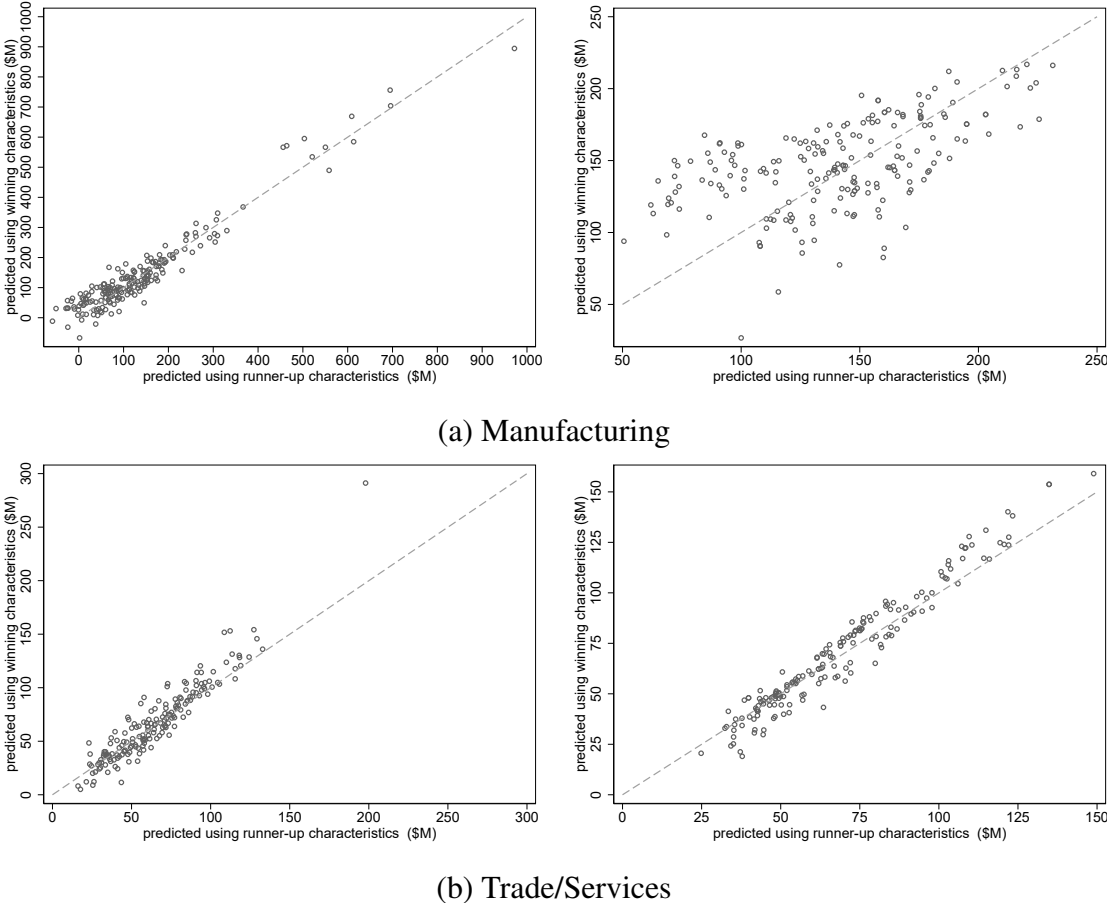 predicted using winning characteristics ($M)
0 100 200 300 400 500 600 700 800 900 1000
0 100 200 300 400 500 600 700 800 900 1000
predicted using runner-up characteristics ($M)
predicted using winning characteristics ($M)
50 100 150 200 250
50 100 150 200 250
predicted using runner-up characteristics ($M)
(a) Manufacturing
predicted using winning characteristics ($M)
0 50 100 150 200 250 300
0 50 100 150 200 250 300
predicted using runner-up characteristics ($M)
predicted using winning characteristics ($M)
0 25 50 75 100 125 150
0 25 50 75 100 125 150
predicted using runner-up characteristics ($M)
(b) Trade/Services